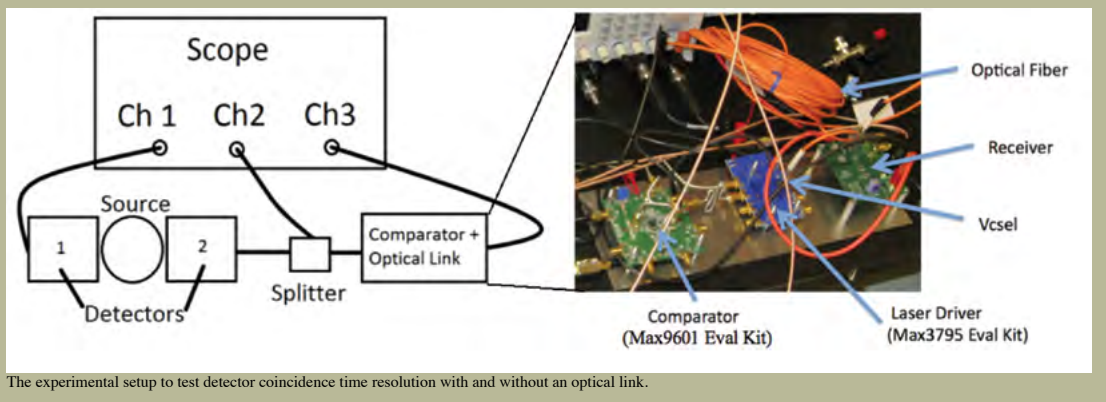 Scope
Ch 1 Ch2 Ch3
Source
1
2
Comparator +
Optical Link
Splitter
Detectors
Optical Fiber
Receiver
Vcsel
Laser Driver
(Max3795 Eval Kit)
Comparator
(Max9601 Eval Kit)
The experimental setup to test detector coincidence time resolution with and without an optical link.